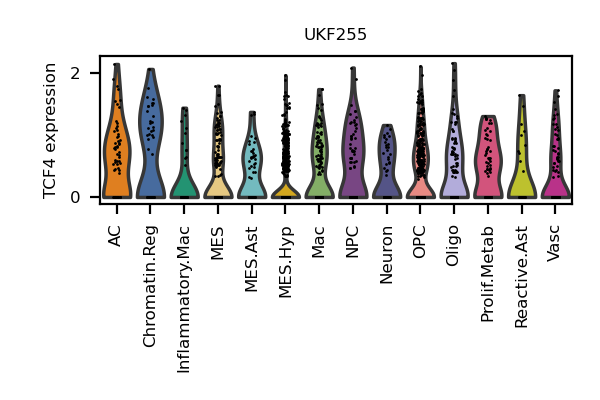 UKF255
TCF4 expression
2
0
AC
Chromatin.Reg
Inflammatory.Mac
MES
MES.Ast
MES.Hyp
Mac
NPC
Neuron
OPC
Oligo
Prolif.Metab
Reactive.Ast
Vasc